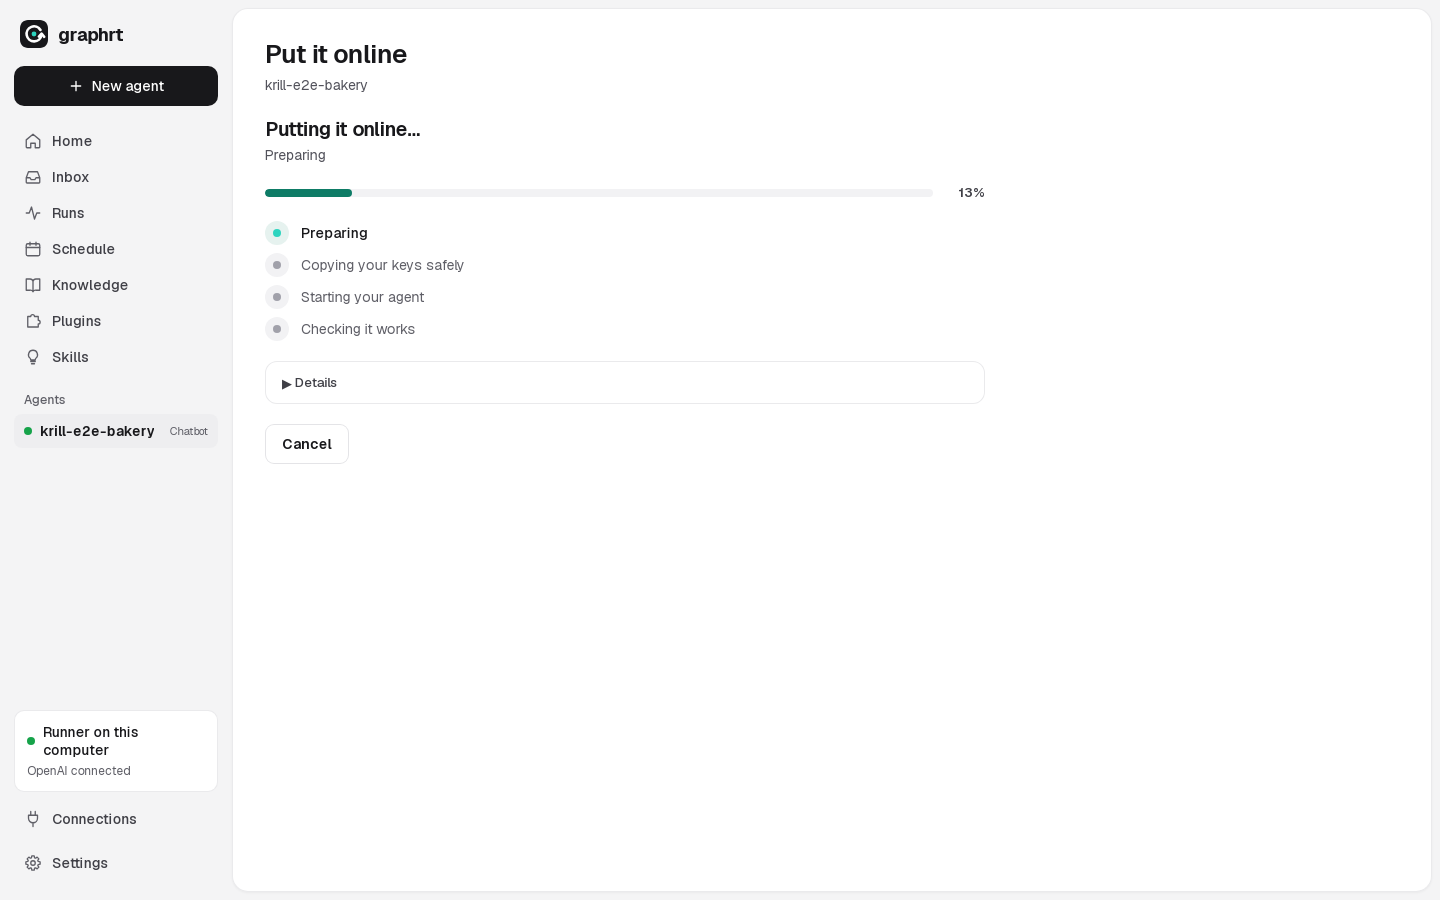 graphrt
New agent
Home
Inbox
Runs
Schedule
Knowledge
Plugins
Skills
Agents
krill-e2e-bakery Chatbot
Runner on this
computer
OpenAI connected
Connections
Settings
Put it online
krill-e2e-bakery
Putting it online...
Preparing
13%
Preparing
Copying your keys safely
Starting your agent
Checking it works
▶ Details
Cancel